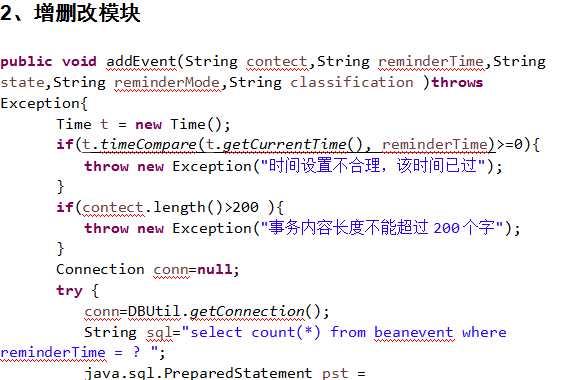 2、增删改模块
public void addEvent(String contect,String reminderTime,String
state,String reminderMode,String classification )throws
Exception{
Time t = new Time();
if(t.timeCompare(t.getCurrentTime(), reminderTime)>=0){
throw new Exception("时间设置不合理，该时间已过");
}
if(contect.length()>200 ){
throw new Exception("事务内容长度不能超过 200 个字");
}
Connection conn=null;
try {
conn=DBUtil.getConnection();
String sql="select count(*) from beanevent where
reminderTime = ? ";
java.sql.PreparedStatement pst =